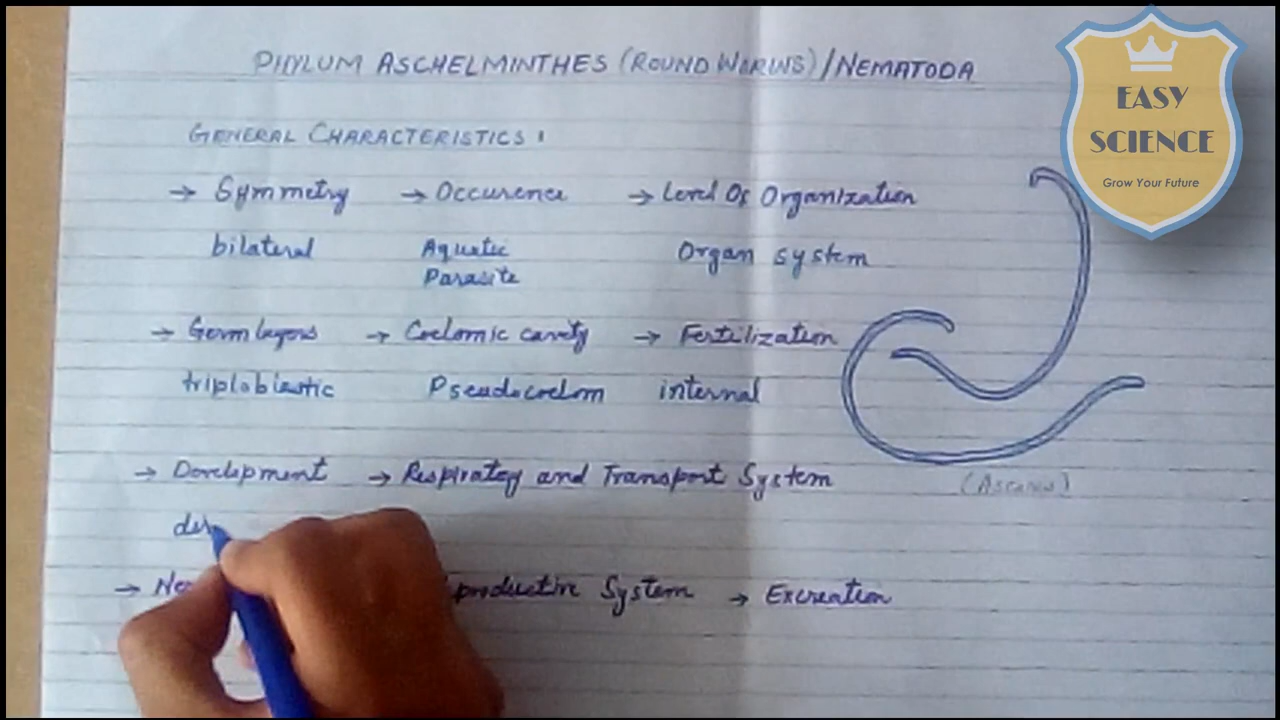 PHYLUM ASCHELMINTHES (ROUND WORMS)/NEMATODA
EASY
SCIENCE
Grow Your Future
GENERAL CHARACTERISTICS:
→ Symmetry → Occurence → Level Of Organization
bilateral Aquatic Organ system
Parasite
→ Germ layers → Coelomic cavity → Fertilization
triploblastic Pseudocoelom internal
→ Development → Respiratory and Transport System
(Ascaris)
→ productive System → Excreation